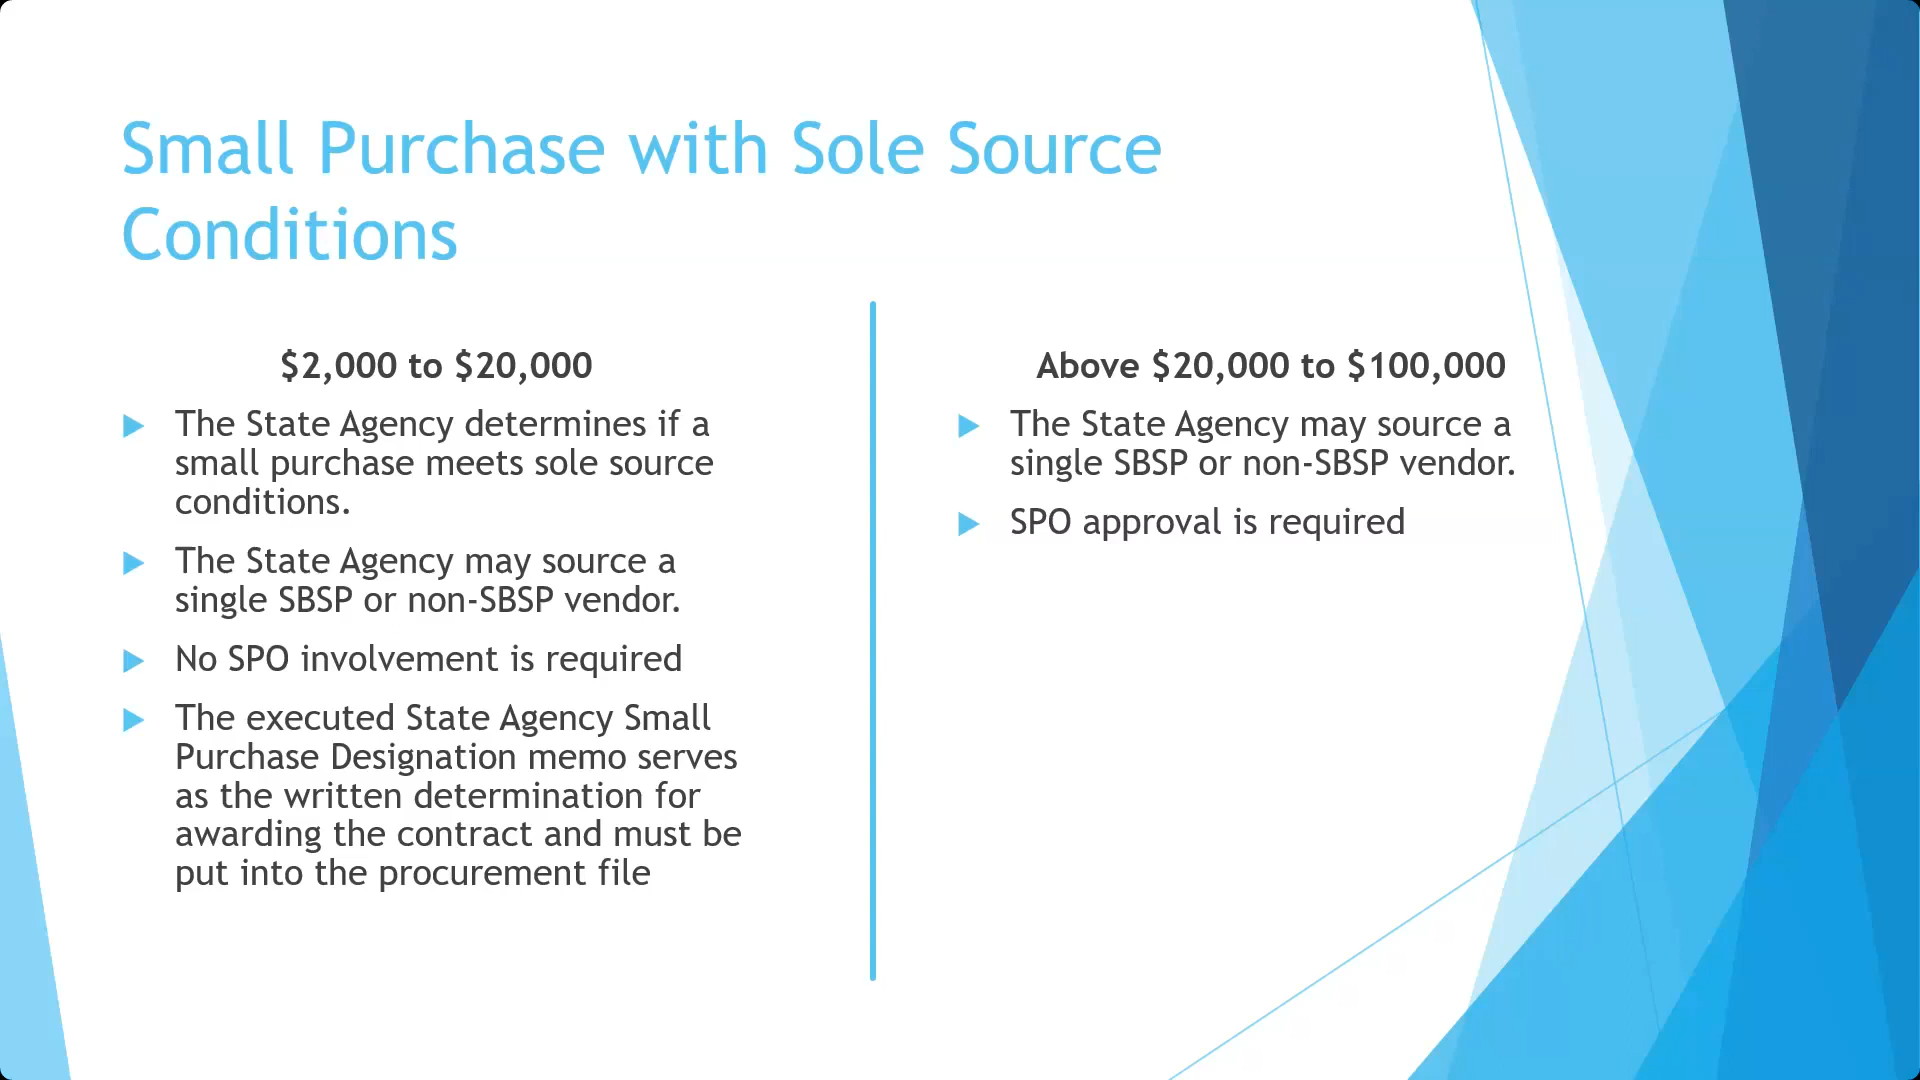 Small Purchase with Sole Source
Conditions
$2,000 to $20,000
The State Agency determines if a
small purchase meets sole source
conditions.
The State Agency may source a
single SBSP or non-SBSP vendor.
No SPO involvement is required
The executed State Agency Small
Purchase Designation memo serves
as the written determination for
awarding the contract and must be
put into the procurement file
Above $20,000 to $100,000
The State Agency may source a
single SBSP or non-SBSP vendor.
SPO approval is required